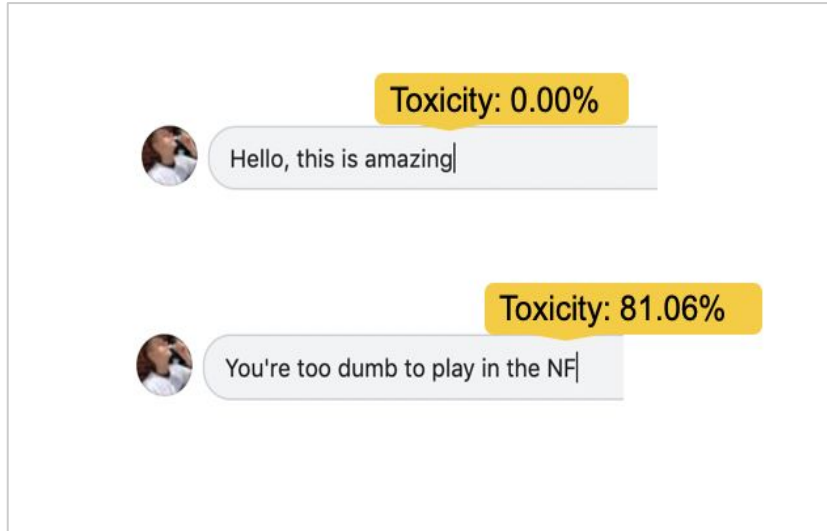 Toxicity: 0.00%
Hello, this is amazing
Toxicity: 81.06%
You're too dumb to play in the NF